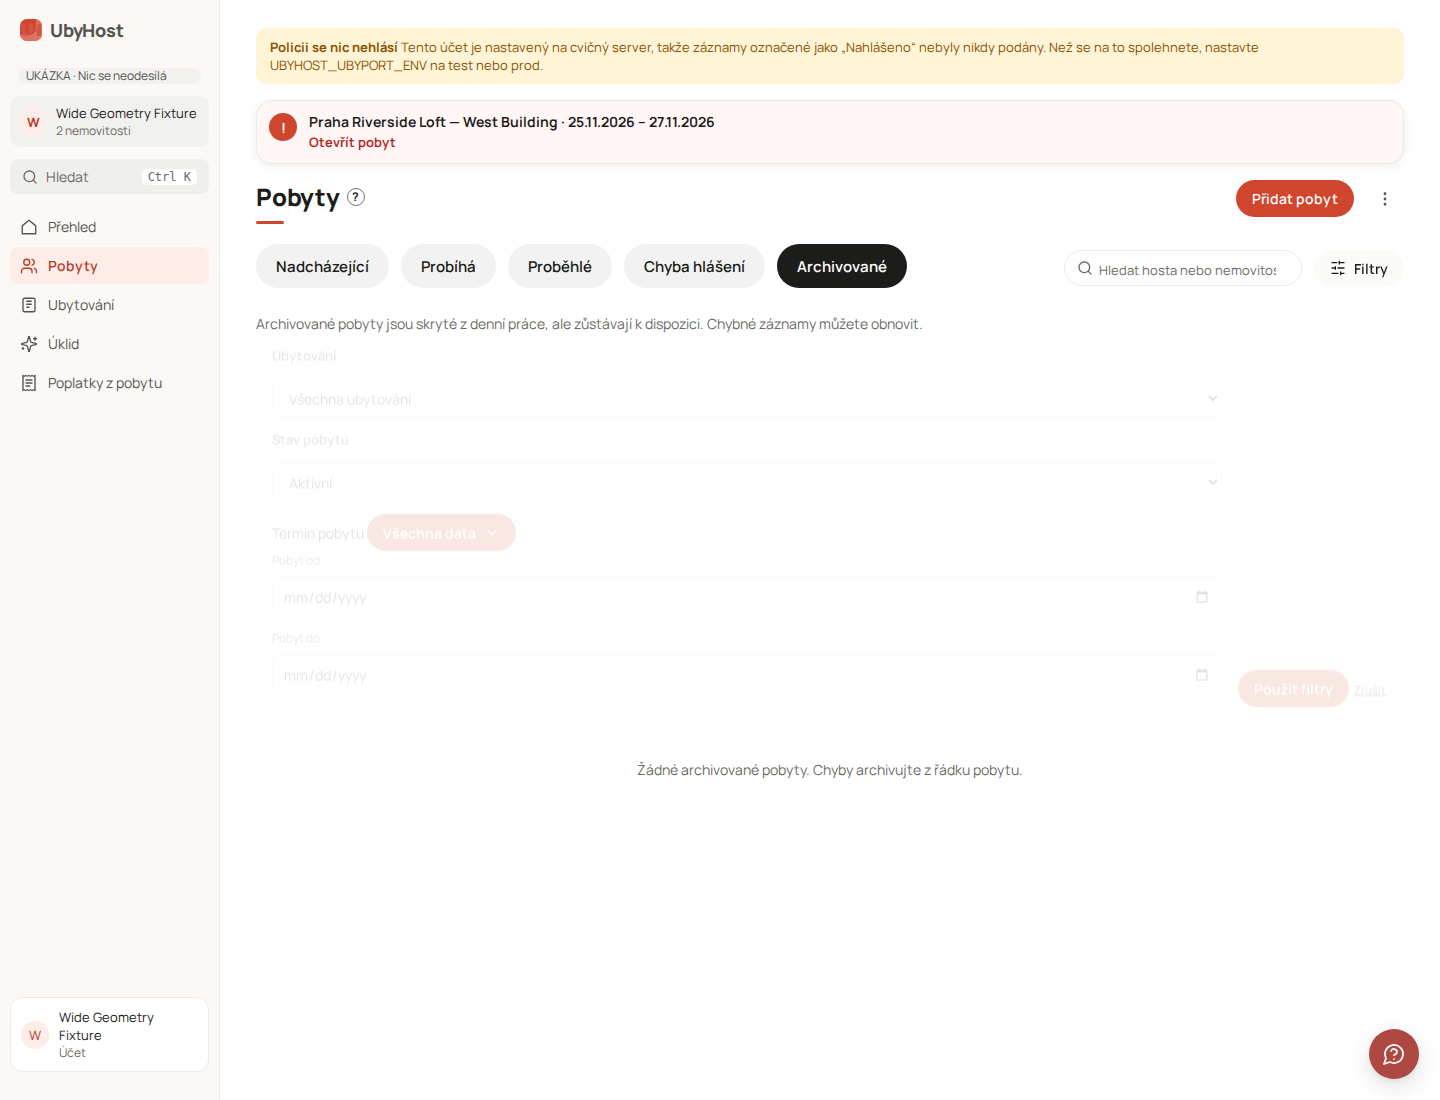 UbyHost
UKÁZKA · Nic se neodesílá
W
Wide Geometry Fixture
2 nemovitosti
Hledat
Ctrl K
Přehled
Pobyty
Ubytování
Úklid
Poplatky z pobytu
Wide Geometry
Fixture
W
Účet
Policii se nic nehlásí Tento účet je nastavený na cvičný server, takže záznamy označené jako „Nahlášeno“ nebyly nikdy podány. Než se na to spolehnete, nastavte
UBYHOST_UBYPORT_ENV na test nebo prod.
!
Praha Riverside Loft — West Building · 25.11.2026 – 27.11.2026
Otevřít pobyt
Pobyty ?
Přidat pobyt
Nadcházející
Probíhá
Proběhlé
Chyba hlášení
Archivované
Hledat hosta nebo nemovitos
Filtry
Archivované pobyty jsou skryté z denní práce, ale zůstávají k dispozici. Chybné záznamy můžete obnovit.
Ubytování
Všechna ubytování
Stav pobytu
Aktivní
Termín pobytu Všechna data
Pobyt od
mm/dd/yyyy
Pobyt do
mm/dd/yyyy
Použít filtry
Zrušit
Žádné archivované pobyty. Chyby archivujte z řádku pobytu.